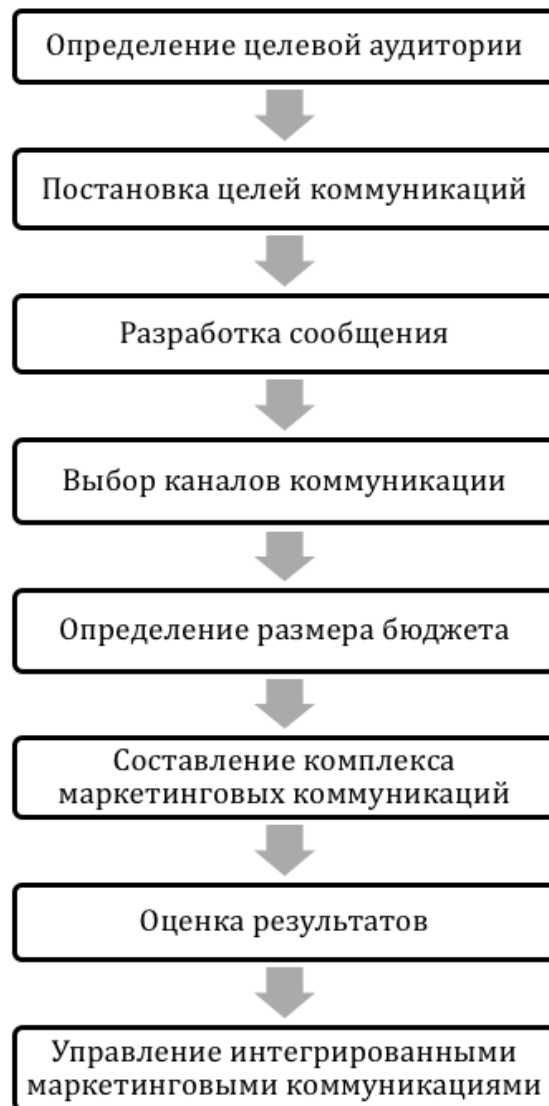 Определение целевой аудитории
Постановка целей коммуникаций
Разработка сообщения
Выбор каналов коммуникации
Определение размера бюджета
Составление комплекса
маркетинговых коммуникаций
Оценка результатов
Управление интегрированными
маркетинговыми коммуникациями